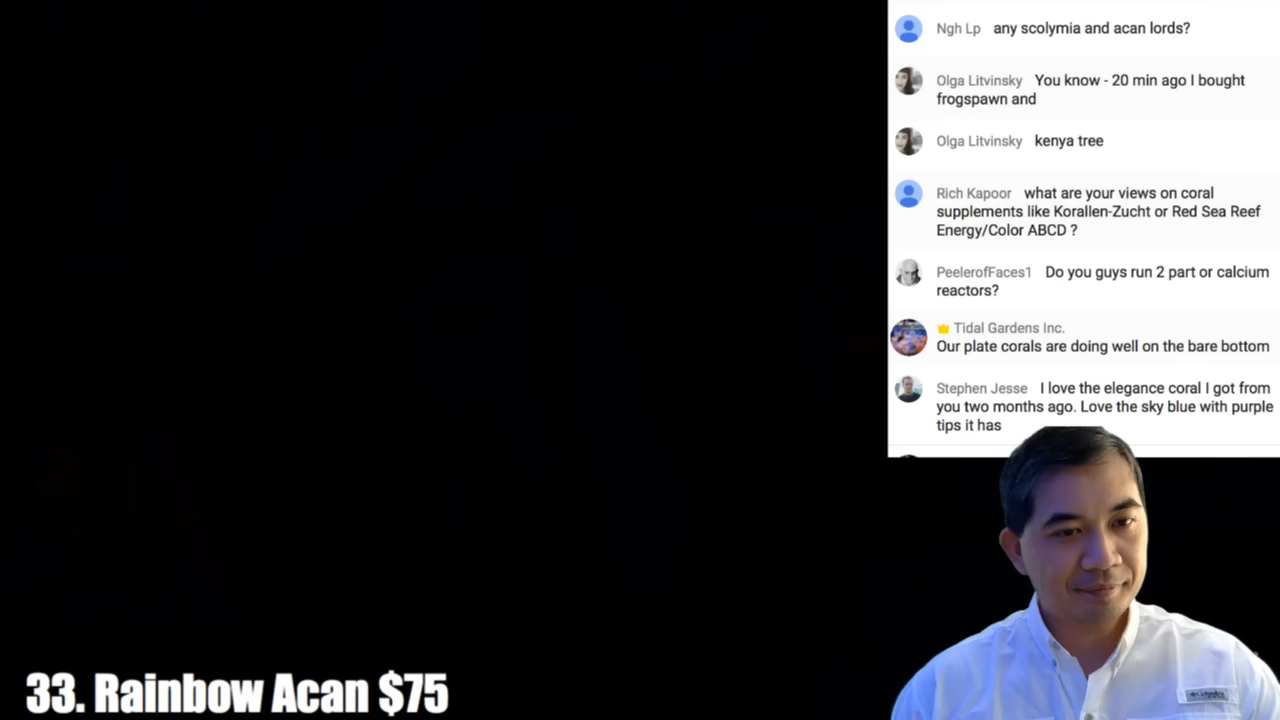 Ngh Lp any scolymia and acan lords?
Olga Litvinsky You know - 20 min ago I bought
frogspawn and
Olga Litvinsky kenya tree
Rich Kapoor what are your views on coral
supplements like Korallen-Zucht or Red Sea Reef
Energy/Color ABCD ?
PeelerofFaces1 Do you guys run 2 part or calcium
reactors?
Tidal Gardens Inc.
Our plate corals are doing well on the bare bottom
Stephen Jesse I love the elegance coral I got from
you two months ago. Love the sky blue with purple
tips it has
Columbia
33. Rainbow Acan $75